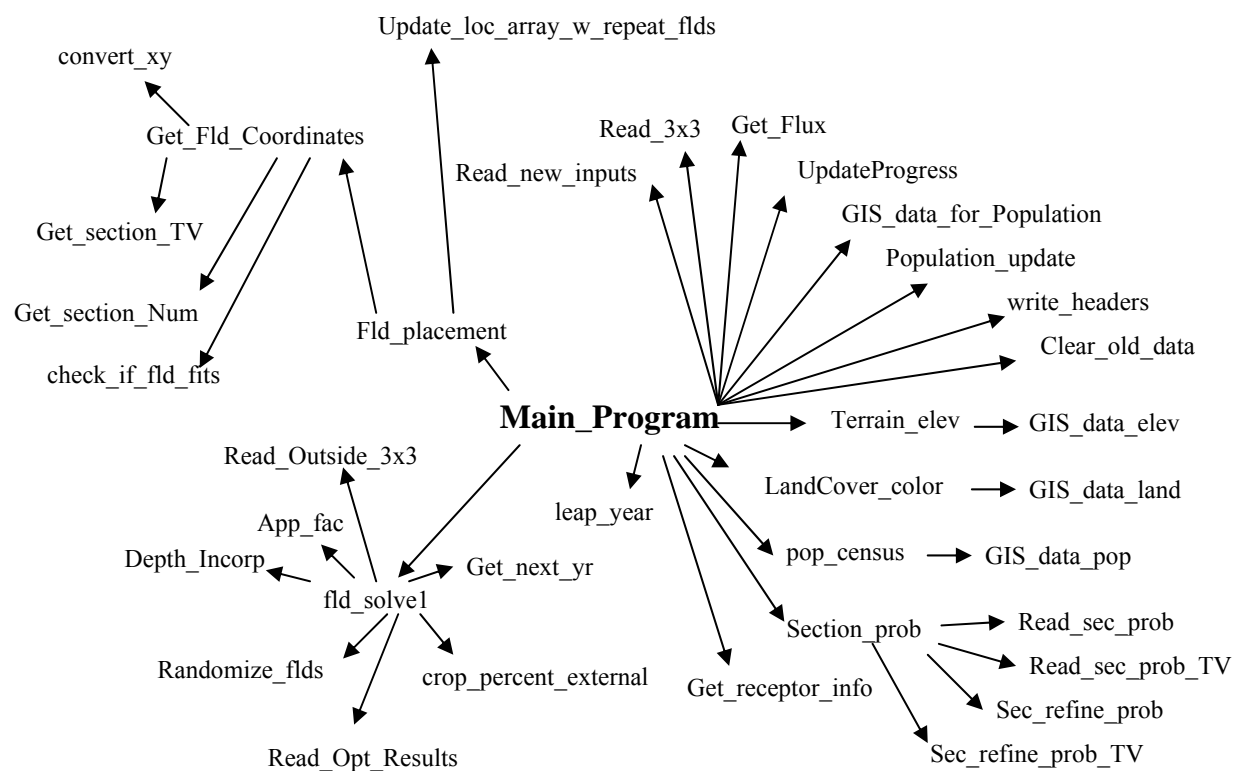 Update_loc_array_w_repeat_flds
convert_xy
Read_3x3
Get_Flux
Get_Fld_Coordinates
Read_new_inputs
UpdateProgress
GIS_data_for_Population
Get_section_TV
Population_update
Get_section_Num
write_headers
Fld_placement
Clear_old_data
check_if_fld_fits
Main_Program
Terrain_elev
GIS_data_elev
Read_Outside_3x3
LandCover_color
GIS_data_land
leap_year
App_fac
Depth_Incorp
Get_next_yr
pop_census
GIS_data_pop
fld_solve1
Section_prob
Read_sec_prob
Randomize_flds
crop_percent_external
Get_receptor_info
Read_sec_prob_TV
Sec_refine_prob
Read_Opt_Results
Sec_refine_prob_TV